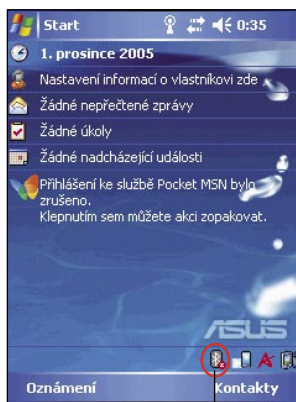 Start 0:35
1. prosince 2005
Nastavení informací o vlastníkovi zde
Žádné nepřečtené zprávy
Žádné úkoly
Žádné nadcházející události
Přihlášení ke službě Pocket MSN bylo
zrušeno.
Klepnutím sem můžete akci zopakovat.
ASUS
Oznámení Kontakty